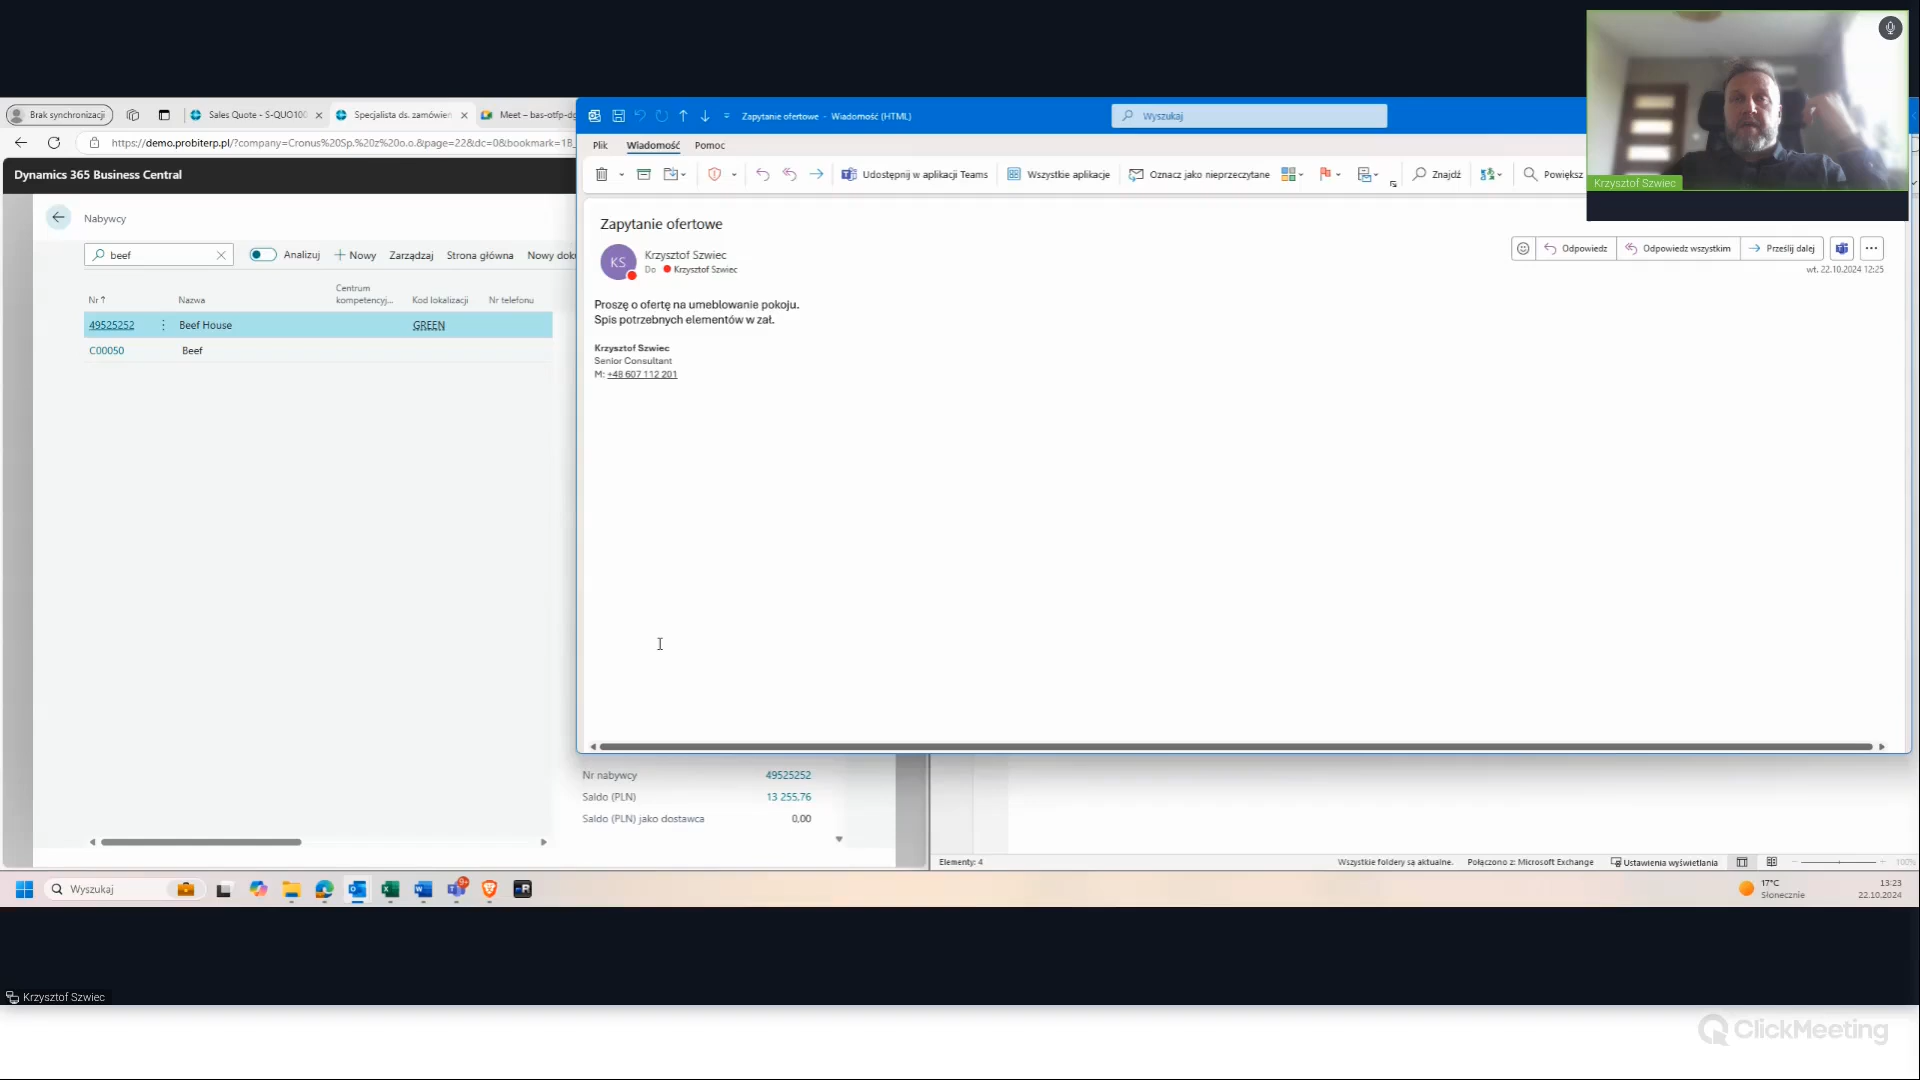 Krzysztof Szwiec
Brak synchronizacji
Sales Quote - S-QUO100
Specjalista ds. zamówień
Meet – bas-otfp-dg
https://demo.probiterp.pl/?company=Cronus%20Sp.%20z%20o.o.&page=22&dc=0&bookmark=1B_
Dynamics 365 Business Central
Nabywcy
beef
Analizuj
Nowy
Zarządzaj
Strona główna
Nowy doku
Nr ↑
Nazwa
Centrum
kompetencyj...
Kod lokalizacji
Nr telefonu
49525252
Beef House
GREEN
C00050
Beef
Zapytanie ofertowe - Wiadomość (HTML)
Wyszukaj
Plik
Wiadomość
Pomoc
Udostępnij w aplikacji Teams
Wszystkie aplikacje
Oznacz jako nieprzeczytane
Znajdź
Powiększ
Zapytanie ofertowe
KS
Krzysztof Szwiec
Do Krzysztof Szwiec
Odpowiedz
Odpowiedz wszystkim
Prześlij dalej
wt. 22.10.2024 12:25
Proszę o ofertę na umeblowanie pokoju.
Spis potrzebnych elementów w zał.
Krzysztof Szwiec
Senior Consultant
M: +48 607 112 201
Nr nabywcy 49525252
Saldo (PLN) 13 255,76
Saldo (PLN) jako dostawca 0,00
Elementy: 4
Wszystkie foldery są aktualne.
Połączono z: Microsoft Exchange
Ustawienia wyświetlania
100%
Wyszukaj
9+
17°C
Słonecznie
13:23
22.10.2024
Krzysztof Szwiec
ClickMeeting